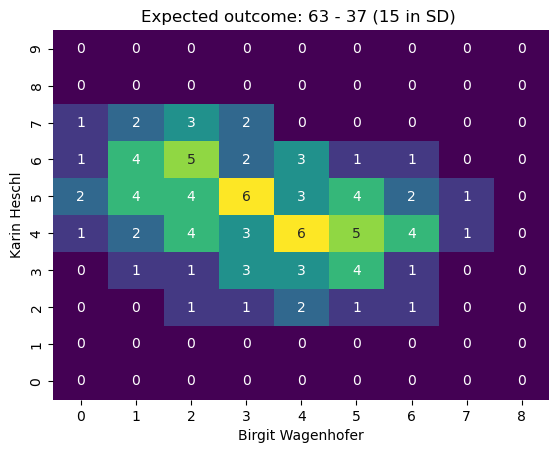 Expected outcome: 63 - 37 (15 in SD)
9 0 0 0 0 0 0 0 0 0
8 0 0 0 0 0 0 0 0 0
7 1 2 3 2 0 0 0 0 0
6 1 4 5 2 3 1 1 0 0
5 2 4 4 6 3 4 2 1 0
4 1 2 4 3 6 5 4 1 0
3 0 1 1 3 3 4 1 0 0
2 0 0 1 1 2 1 1 0 0
1 0 0 0 0 0 0 0 0 0
0 0 0 0 0 0 0 0 0 0
0 1 2 3 4 5 6 7 8
Karin Heschl
Birgit Wagenhofer